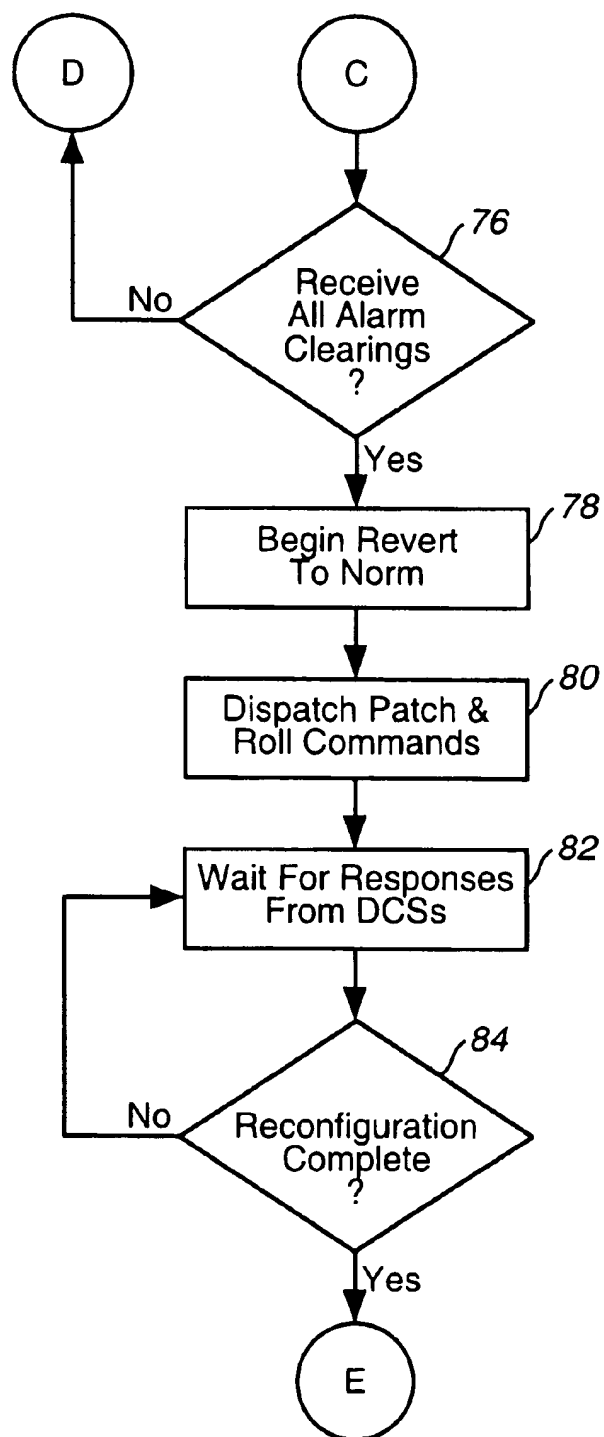 D
C
76
Receive
All Alarm
Clearings
?
No
Yes
78
Begin Revert
To Norm
80
Dispatch Patch &
Roll Commands
82
Wait For Responses
From DCSs
84
Reconfiguration
Complete
?
No
Yes
E